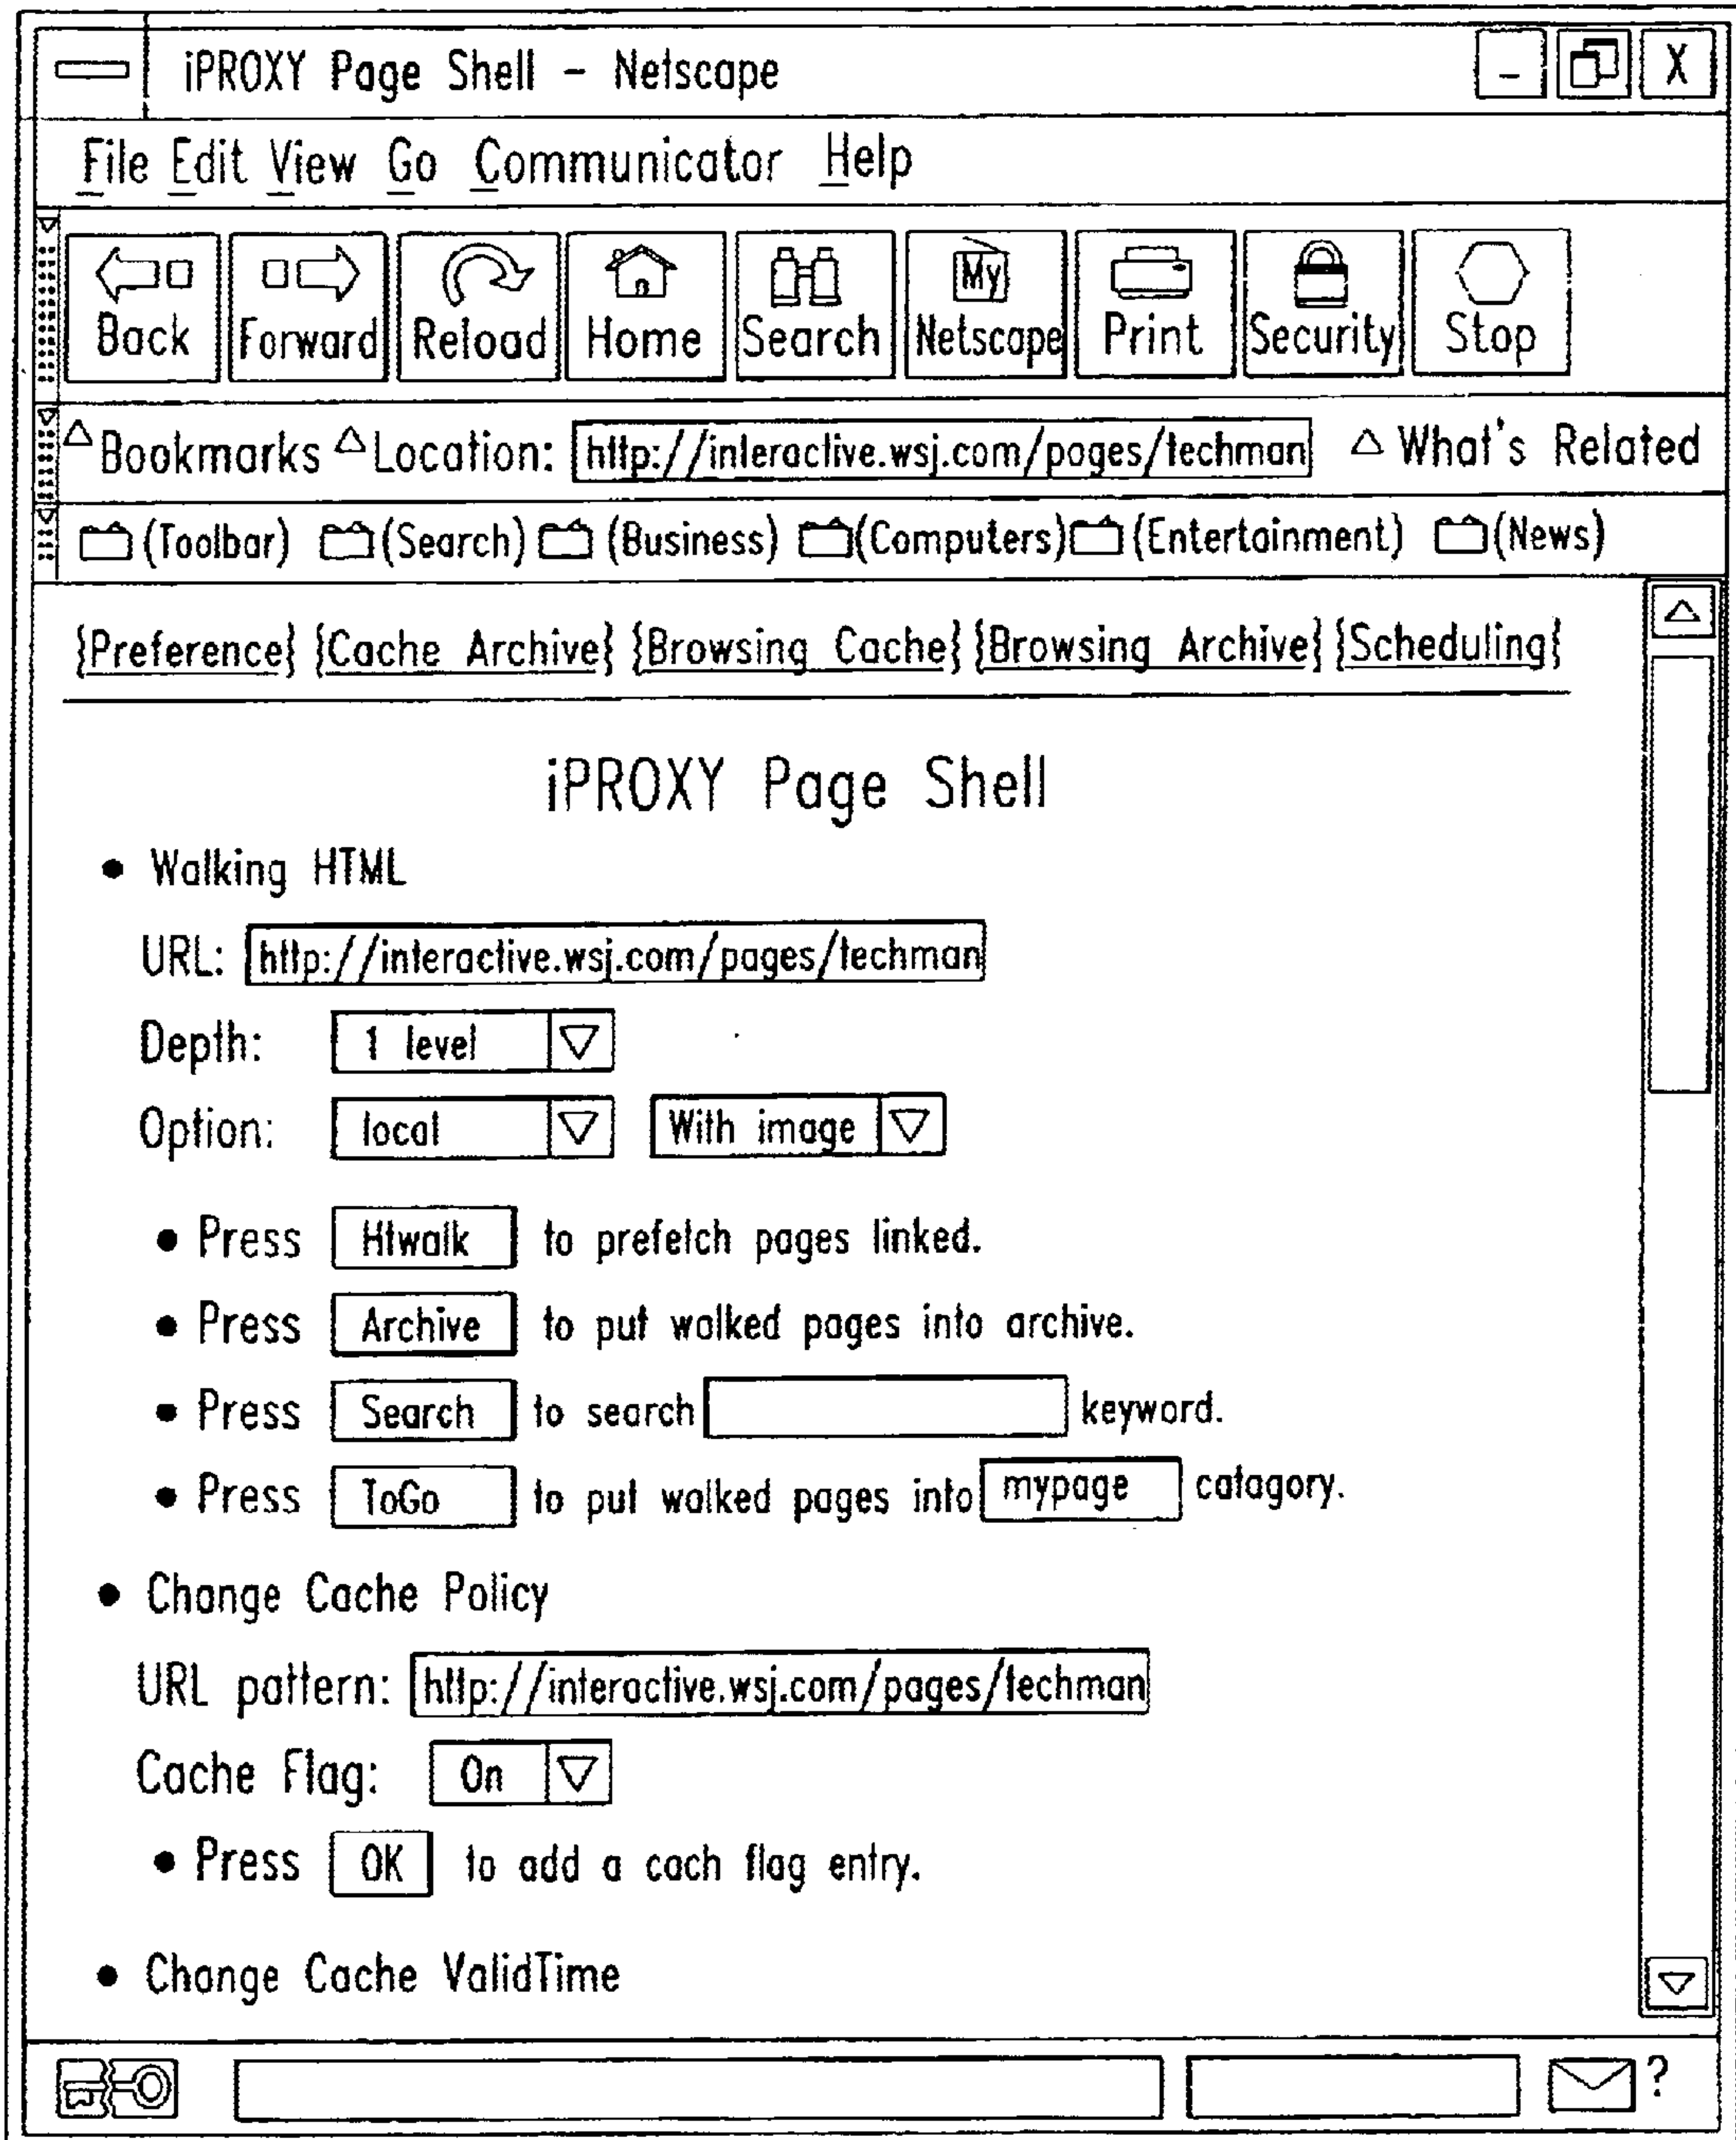 iPROXY Page Shell - Netscape
_ X
File Edit View Go Communicator Help
My
Back Forward Reload Home Search Netscape Print Security Stop
Bookmarks Location: http://interactive.wsj.com/pages/techman What's Related
(Toolbar) (Search) (Business) (Computers) (Entertainment) (News)
{Preference} {Cache Archive} {Browsing Cache} {Browsing Archive} {Scheduling}
iPROXY Page Shell
• Walking HTML
URL: http://interactive.wsj.com/pages/techman
Depth: 1 level
Option: local With image
• Press Htwalk to prefetch pages linked.
• Press Archive to put walked pages into archive.
• Press Search to search keyword.
• Press ToGo to put walked pages into mypage catagory.
• Change Cache Policy
URL pattern: http://interactive.wsj.com/pages/techman
Cache Flag: On
• Press OK to add a cach flag entry.
• Change Cache ValidTime
?